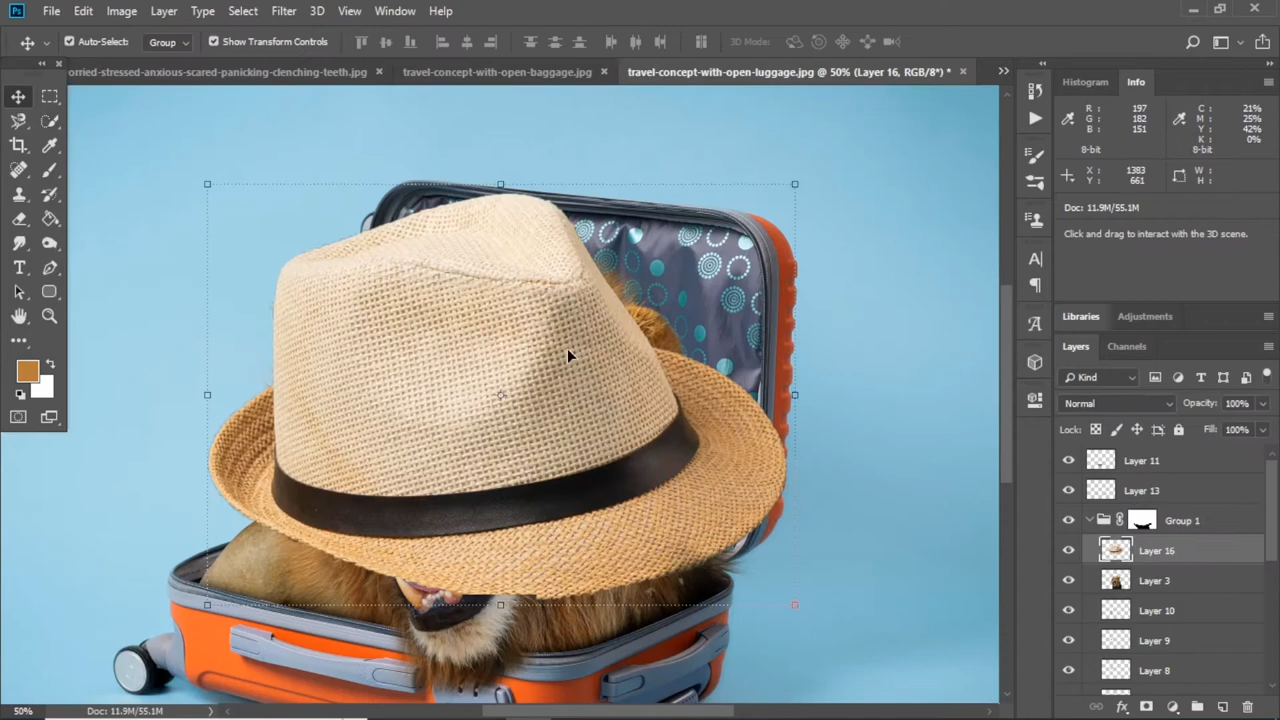 Ps File Edit Image Layer Type Select Filter 3D View Window Help
Auto-Select: Group Show Transform Controls 3D Mode:
orried-stressed-anxious-scared-panicking-clenching-teeth.jpg × travel-concept-with-open-baggage.jpg × travel-concept-with-open-luggage.jpg @ 50% (Layer 16, RGB/8*) * ×
Histogram Info
R : 197 C : 21%
G : 182 M : 25%
B : 151 Y : 42%
K : 0%
8-bit 8-bit
X : 1383 W :
Y : 661 H :
Doc: 11.9M/55.1M
Click and drag to interact with the 3D scene.
Libraries Adjustments
Layers Channels
Kind
Normal Opacity: 100%
Lock: Fill: 100%
Layer 11
Layer 13
Group 1
Layer 16
Layer 3
Layer 10
Layer 9
Layer 8
50% Doc: 11.9M/55.1M